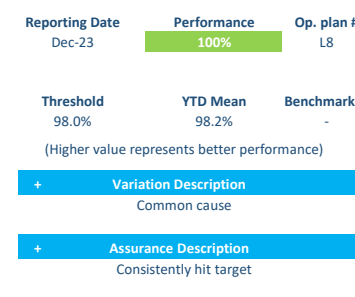 Reporting Date Performance Op. plan #
Dec-23 100% L8
Threshold YTD Mean Benchmark
98.0% 98.2% -
(Higher value represents better performance)
+ Variation Description
Common cause
+ Assurance Description
Consistently hit target